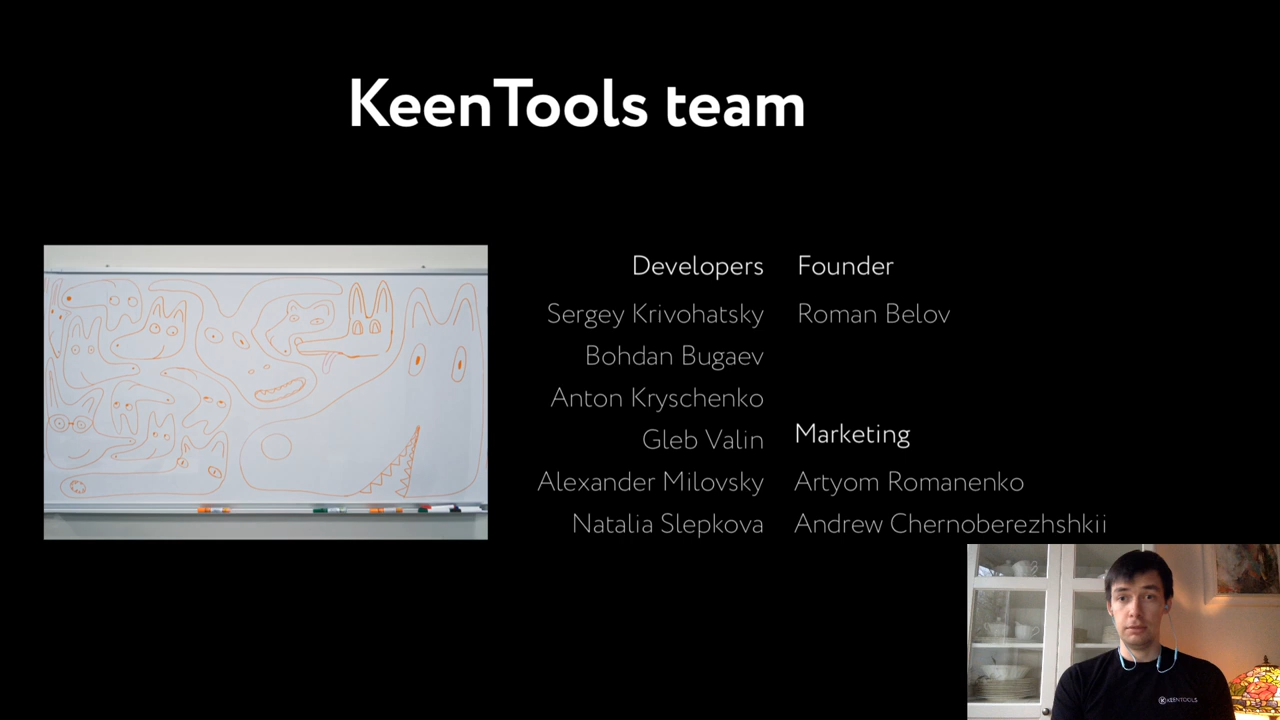 KeenTools team
Developers
Sergey Krivohatsky
Bohdan Bugaev
Anton Kryschenko
Gleb Valin
Alexander Milovsky
Natalia Slepkova
Founder
Roman Belov
Marketing
Artyom Romanenko
Andrew Chernoberezhshkii
KEENTOOLS